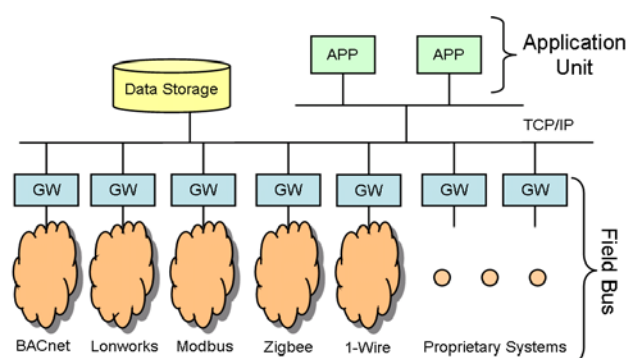 APP APP Application
Unit
Data Storage
TCP/IP
GW GW GW GW GW GW GW
Field Bus
BACnet Lonworks Modbus Zigbee 1-Wire Proprietary Systems